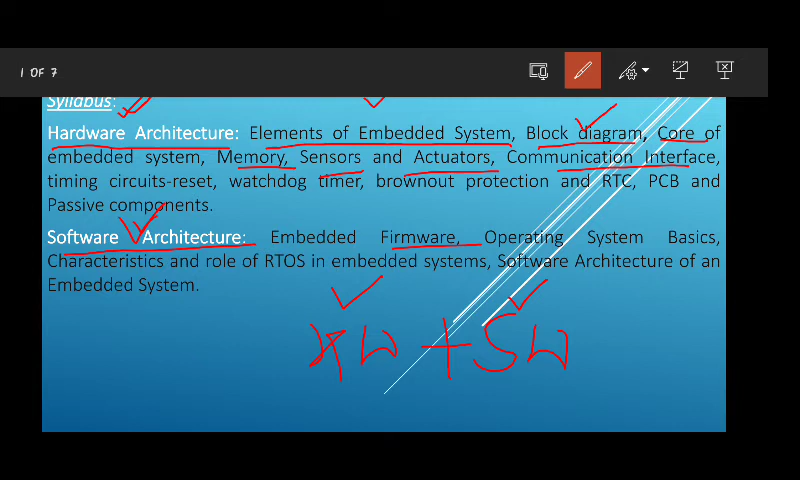 1 OF 7
Syllabus:
Hardware Architecture: Elements of Embedded System, Block diagram, Core of
embedded system, Memory, Sensors and Actuators, Communication Interface,
timing circuits-reset, watchdog timer, brownout protection and RTC, PCB and
Passive components.
Software Architecture: Embedded Firmware, Operating System Basics,
Characteristics and role of RTOS in embedded systems, Software Architecture of an
Embedded System.
HW + SW